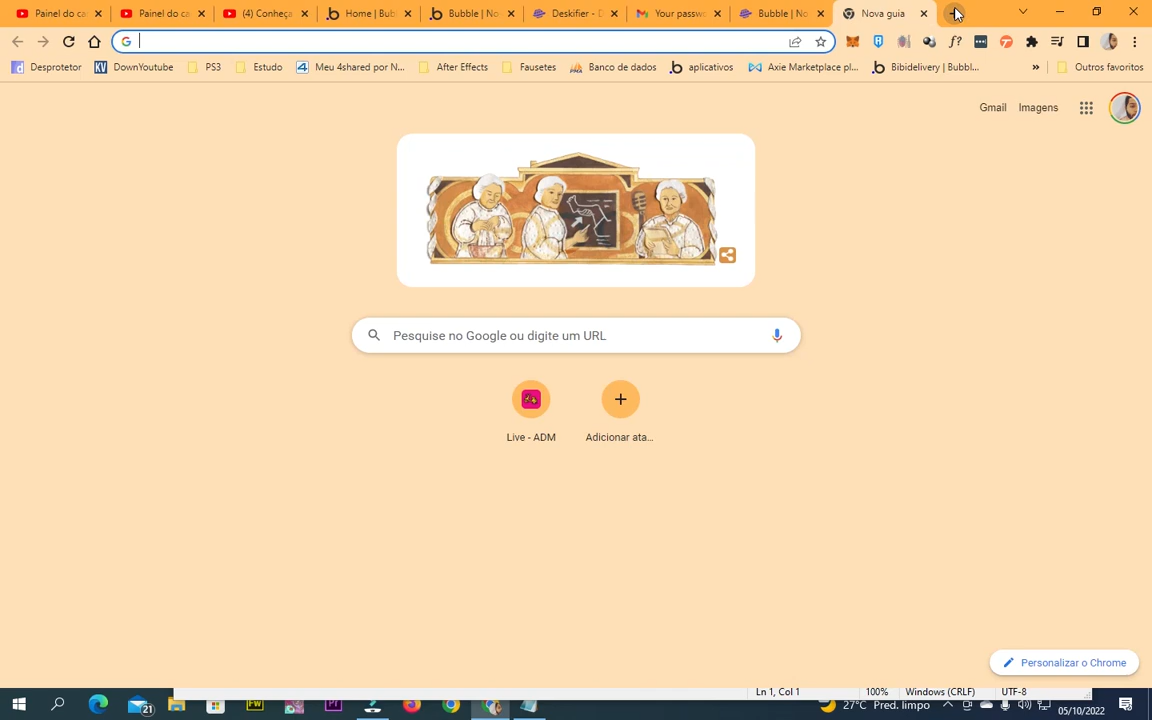 Painel do ca
Painel do ca
(4) Conheça
Home | Bub
Bubble | No
Deskifier - D
Your passw
Bubble | No
Nova guia
f?
Desprotetor
DownYoutube
PS3
Estudo
Meu 4shared por N...
After Effects
Fausetes
Banco de dados
aplicativos
Axie Marketplace pl...
Bibidelivery | Bubbl...
»
Outros favoritos
Gmail
Imagens
Pesquise no Google ou digite um URL
Live - ADM
Adicionar ata...
Personalizar o Chrome
Ln 1, Col 1
100%
Windows (CRLF)
UTF-8
21
FW
Pr
27°C
Pred. limpo
05/10/2022